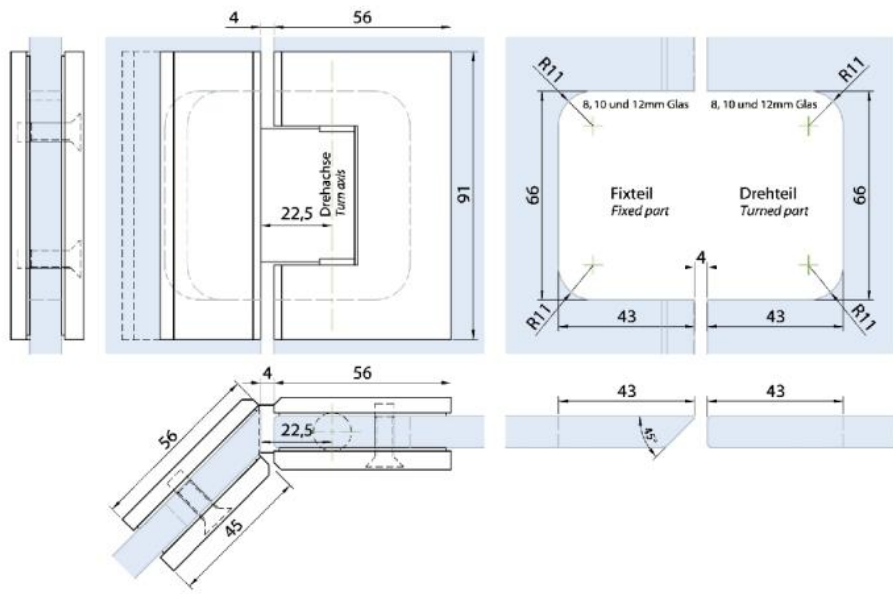 4
56
Drehachse
Turn axis
22,5
91
R11
R11
8, 10 und 12mm Glas
8, 10 und 12mm Glas
66
Fixteil
Fixed part
Drehteil
Turned part
66
4
R11
R11
43
43
4
56
22,5
56
45
43
43
45°